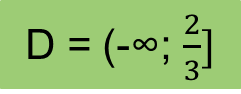 D = (-∞; 2/3]